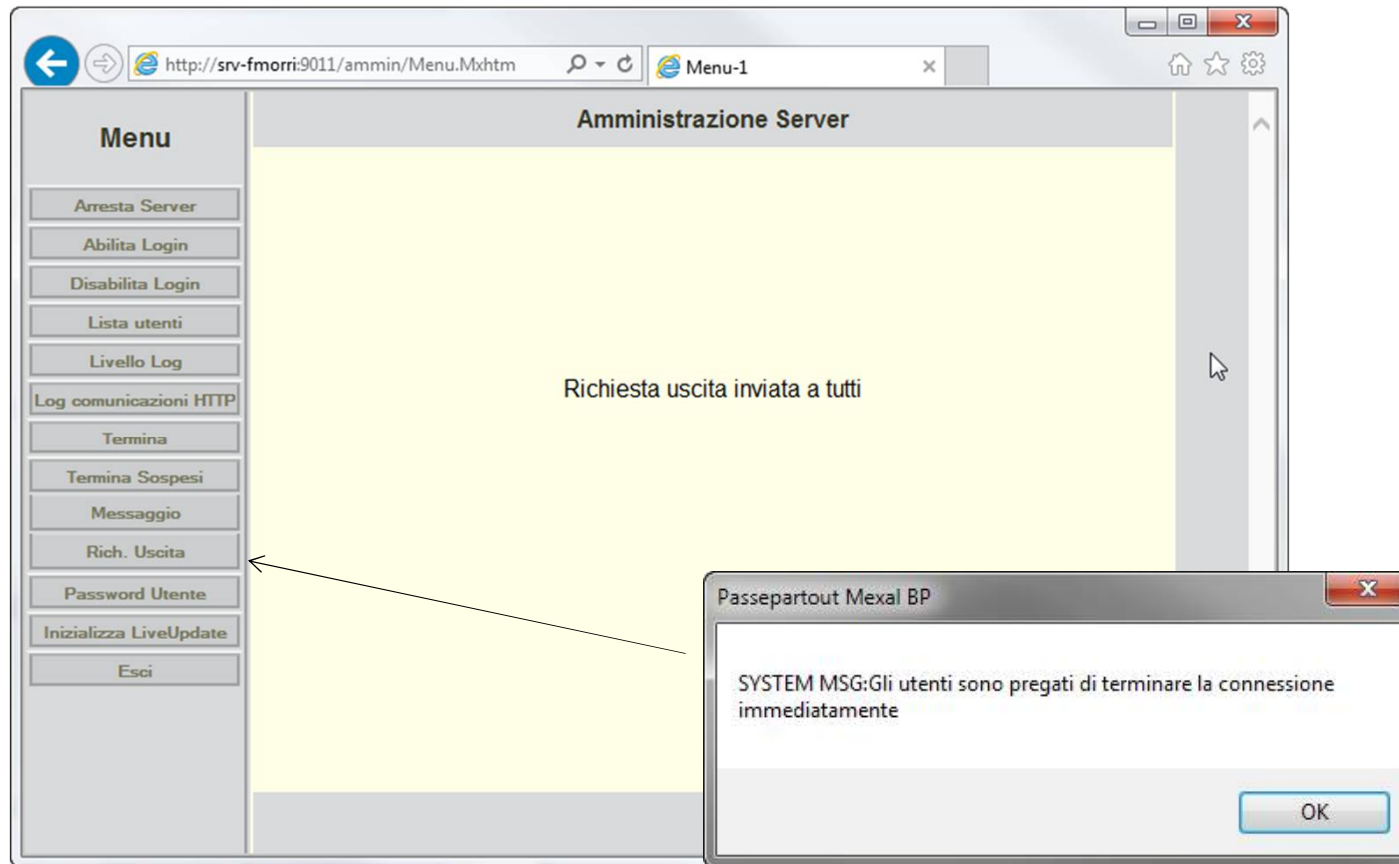 http://srv-fmorri:9011/ammin/Menu.Mxhtm
Menu-1
Menu
Amministrazione Server
Arresta Server
Abilita Login
Disabilita Login
Lista utenti
Livello Log
Log comunicazioni HTTP
Termina
Termina Sospesi
Messaggio
Rich. Uscita
Password Utente
Inizializza LiveUpdate
Esci
Richiesta uscita inviata a tutti
Passepartout Mexal BP
SYSTEM MSG:Gli utenti sono pregati di terminare la connessione
immediatamente
OK